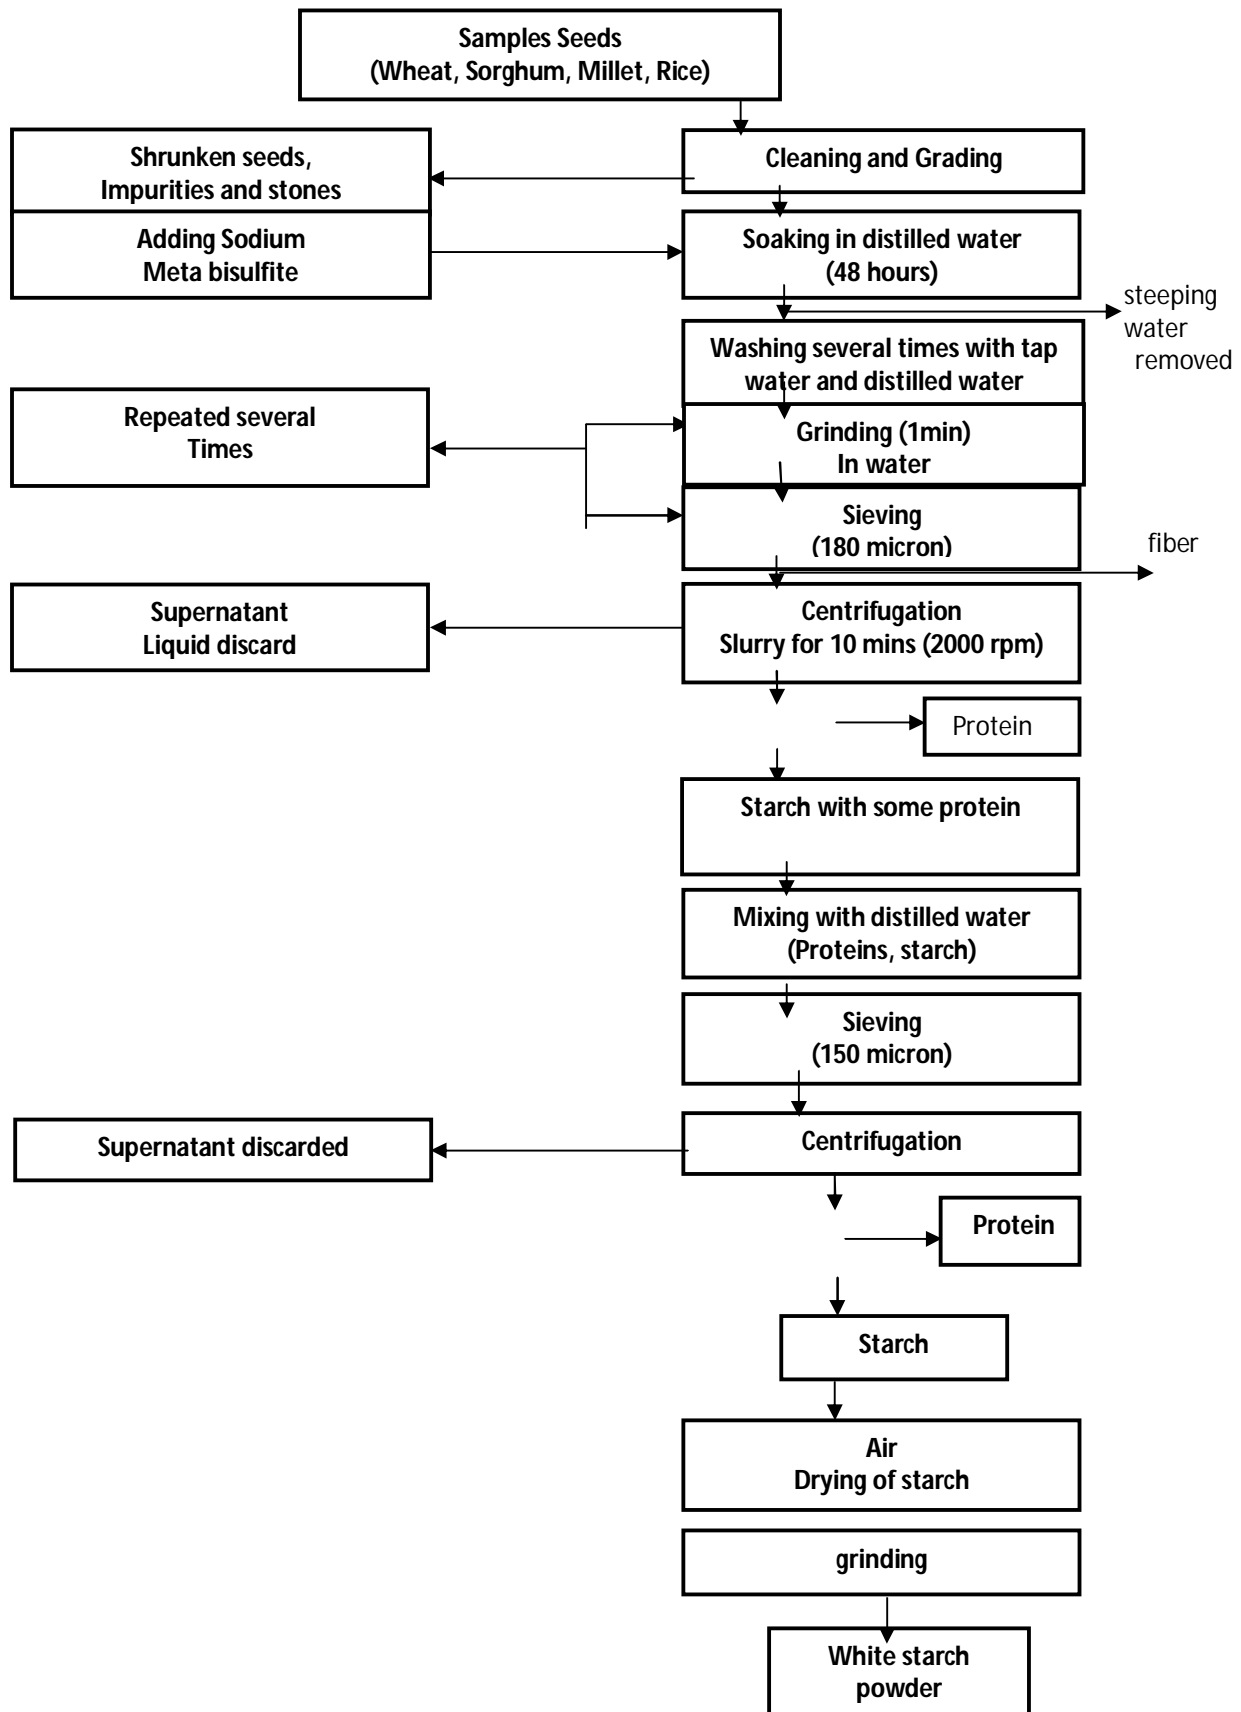 Samples Seeds
(Wheat, Sorghum, Millet, Rice)
Shrunken seeds,
Impurities and stones
Cleaning and Grading
Adding Sodium
Meta bisulfite
Soaking in distilled water
(48 hours)
steeping
water
removed
Washing several times with tap
water and distilled water
Repeated several
Times
Grinding (1min)
In water
Sieving
(180 micron)
fiber
Supernatant
Liquid discard
Centrifugation
Slurry for 10 mins (2000 rpm)
Protein
Starch with some protein
Mixing with distilled water
(Proteins, starch)
Sieving
(150 micron)
Supernatant discarded
Centrifugation
Protein
Starch
Air
Drying of starch
grinding
White starch
powder